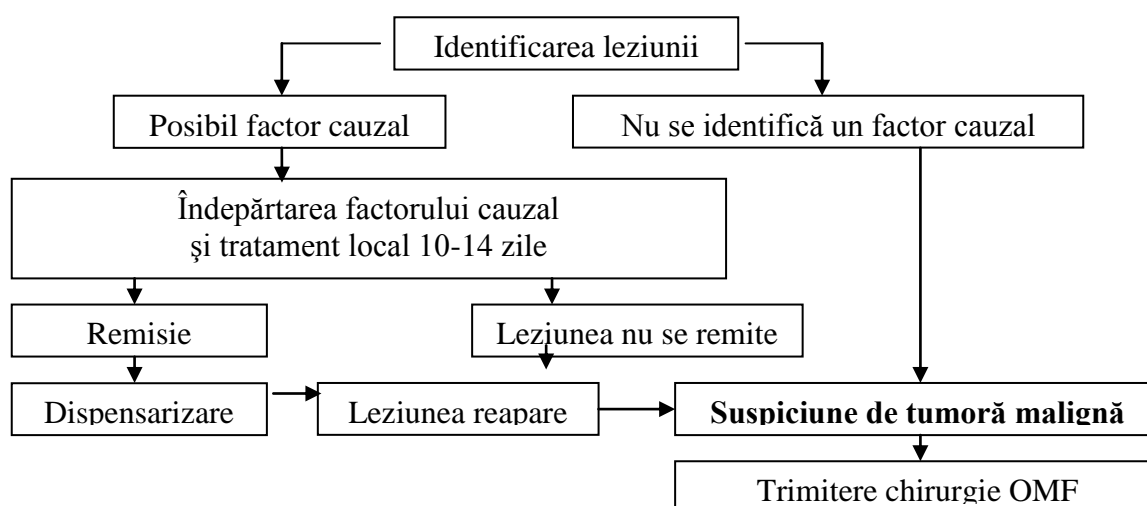 Identificarea leziunii
Posibil factor cauzal
Nu se identifică un factor cauzal
Îndepărtarea factorului cauzal
şi tratament local 10-14 zile
Remisie
Leziunea nu se remite
Dispensarizare
Leziunea reapare
Suspiciune de tumoră malignă
Trimitere chirurgie OMF